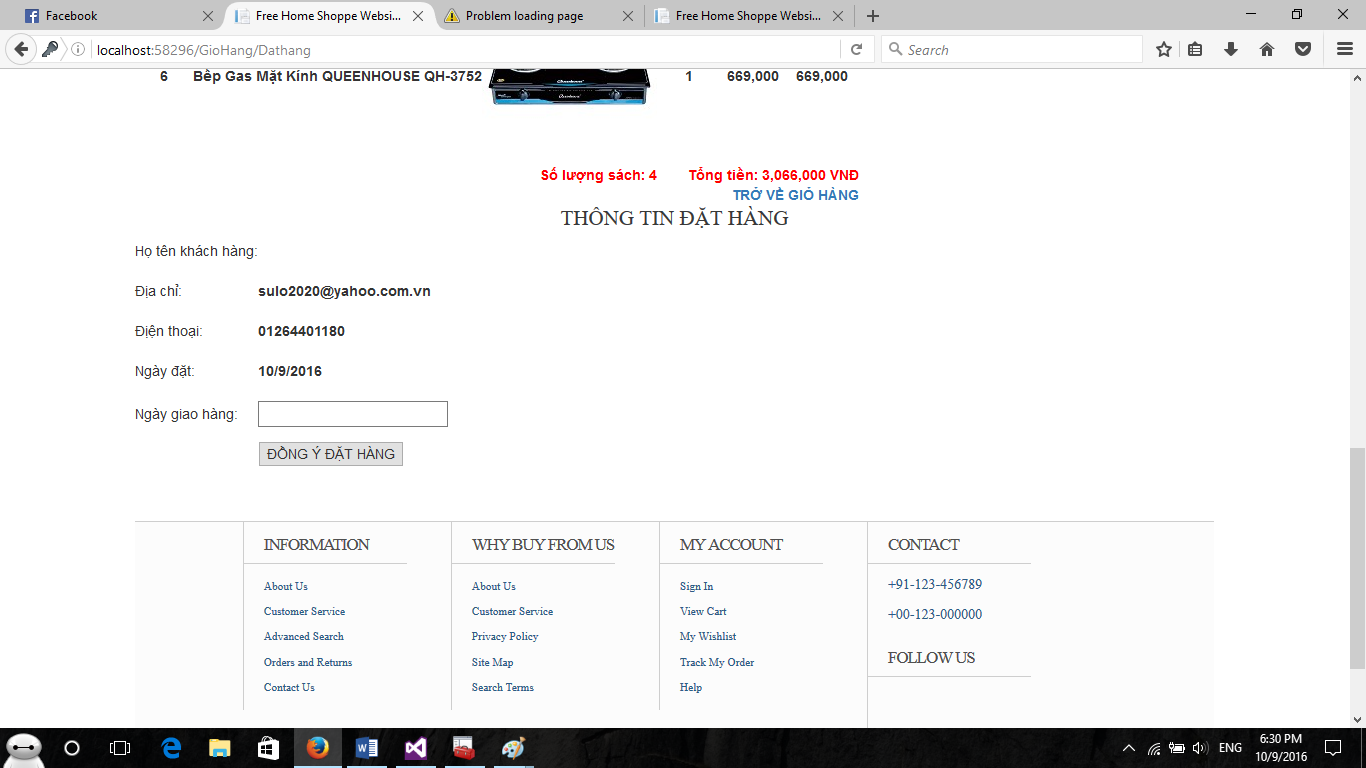 Facebook
Free Home Shoppe Websi...
Problem loading page
Free Home Shoppe Websi...
localhost:58296/GioHang/Dathang
Search
6 Bếp Gas Mặt Kính QUEENHOUSE QH-3752 1 669,000 669,000
Số lượng sách: 4 Tổng tiền: 3,066,000 VNĐ
TRỞ VỀ GIỎ HÀNG
THÔNG TIN ĐẶT HÀNG
Họ tên khách hàng:
Địa chỉ: sulo2020@yahoo.com.vn
Điện thoại: 01264401180
Ngày đặt: 10/9/2016
Ngày giao hàng:
ĐỒNG Ý ĐẶT HÀNG
INFORMATION
About Us
Customer Service
Advanced Search
Orders and Returns
Contact Us
WHY BUY FROM US
About Us
Customer Service
Privacy Policy
Site Map
Search Terms
MY ACCOUNT
Sign In
View Cart
My Wishlist
Track My Order
Help
CONTACT
+91-123-456789
+00-123-000000
FOLLOW US
ENG
6:30 PM
10/9/2016